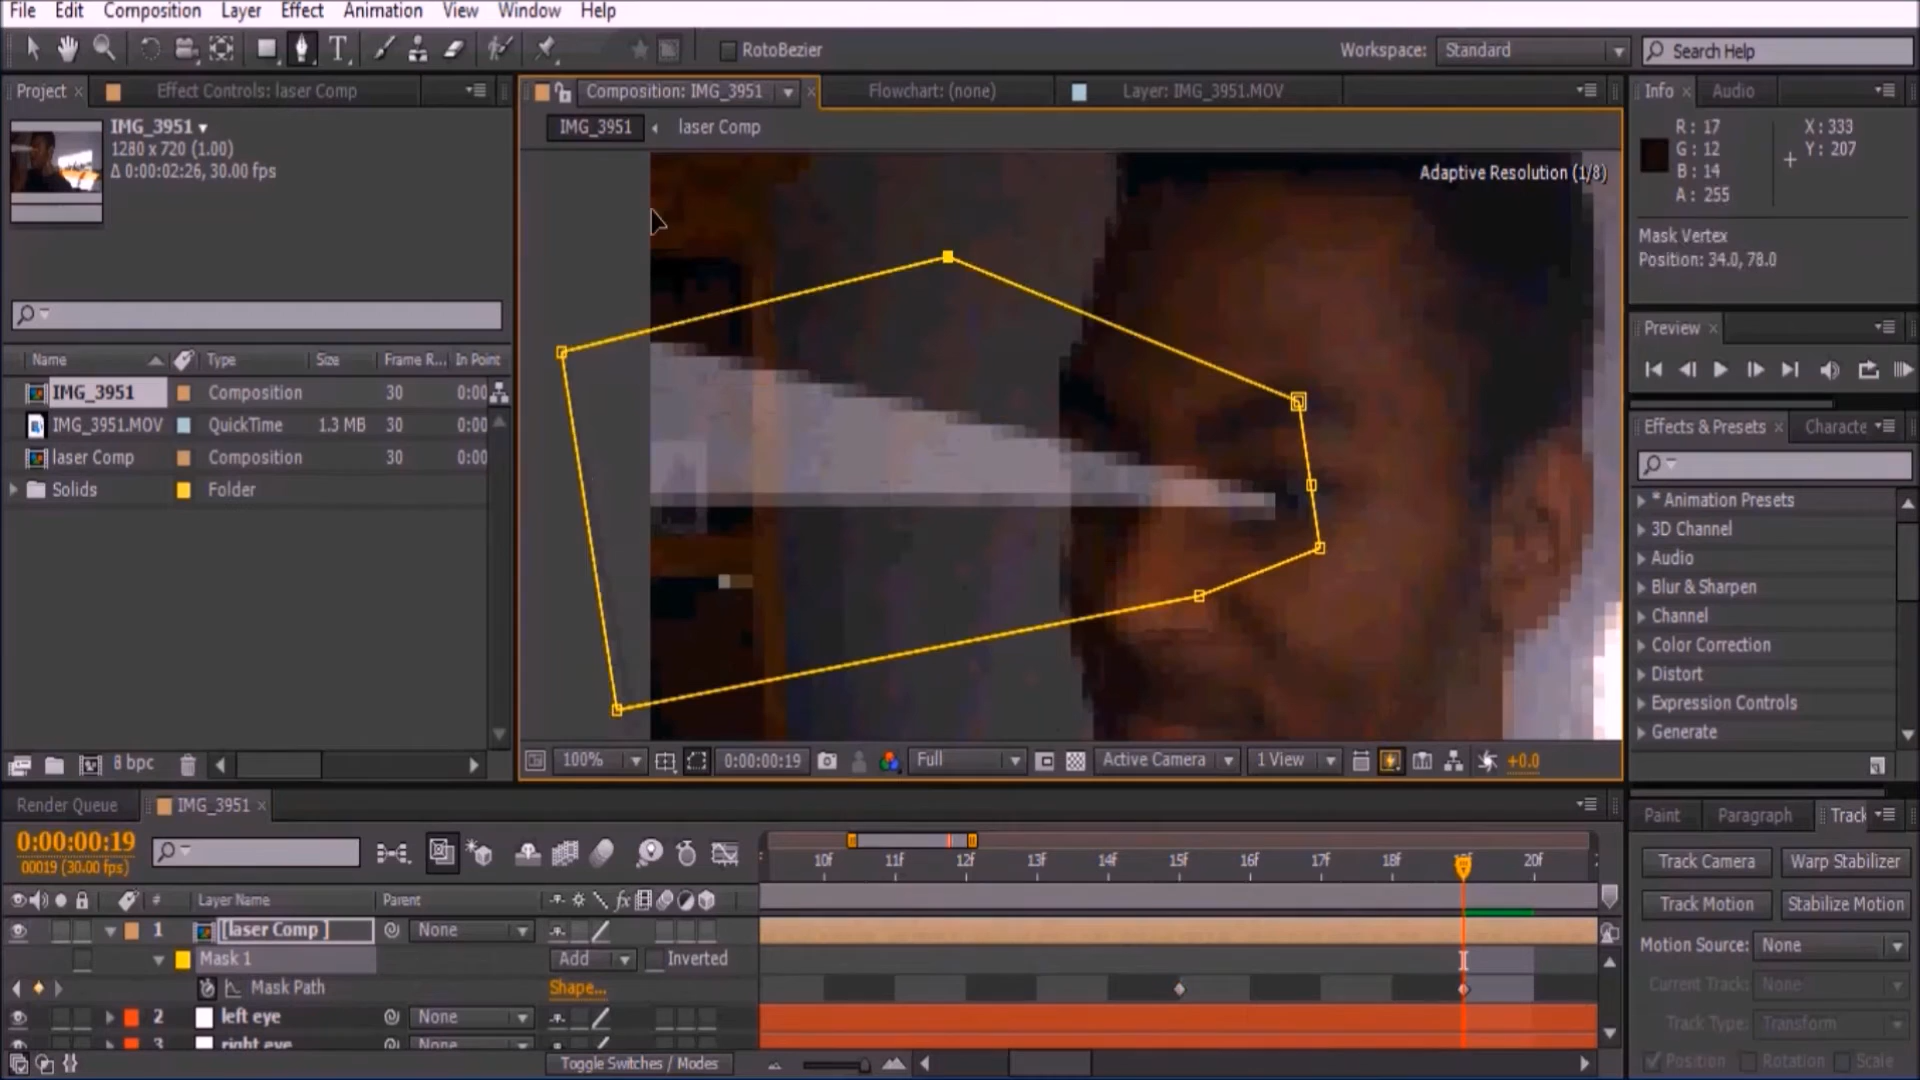 File Edit Composition Layer Effect Animation View Window Help
RotoBezier
Workspace: Standard
Search Help
Project
Effect Controls: laser Comp
IMG_3951
1280 x 720 (1.00)
Δ 0:00:02:26, 30.00 fps
Name Type Size Frame R... In Point
IMG_3951 Composition 30 0:00
IMG_3951.MOV QuickTime 1.3 MB 30 0:00
laser Comp Composition 30 0:00
Solids Folder
8 bpc
Composition: IMG_3951
Flowchart: (none)
Layer: IMG_3951.MOV
IMG_3951 laser Comp
Adaptive Resolution (1/8)
100% 0:00:00:19 Full Active Camera 1 View +0.0
Info Audio
R: 17 X: 333
G: 12 Y: 207
B: 14
A: 255
Mask Vertex
Position: 34.0, 78.0
Preview
Effects & Presets Characte
* Animation Presets
3D Channel
Audio
Blur & Sharpen
Channel
Color Correction
Distort
Expression Controls
Generate
Render Queue IMG_3951
0:00:00:19
00019 (30.00 fps)
10f 11f 12f 13f 14f 15f 16f 17f 18f 20f
# Layer Name Parent
1 [laser Comp ] None
Mask 1 Add Inverted
Mask Path Shape...
2 left eye None
3 right eye None
Toggle Switches / Modes
Paint Paragraph Track
Track Camera Warp Stabilizer
Track Motion Stabilize Motion
Motion Source: None
Current Track: None
Track Type: Transform
Position Rotation Scale